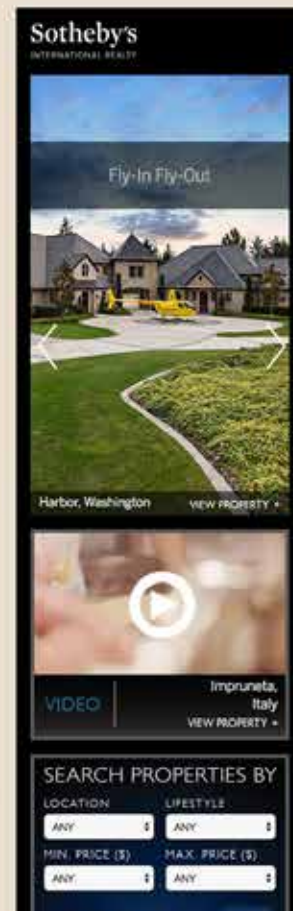 Sotheby's
INTERNATIONAL REALTY
Fly-In Fly-Out
Harbor, Washington VIEW PROPERTY
VIDEO
Impruneta,
Italy
VIEW PROPERTY
SEARCH PROPERTIES BY
LOCATION LIFESTYLE
ANY ANY
MIN. PRICE ($) MAX. PRICE ($)
ANY ANY